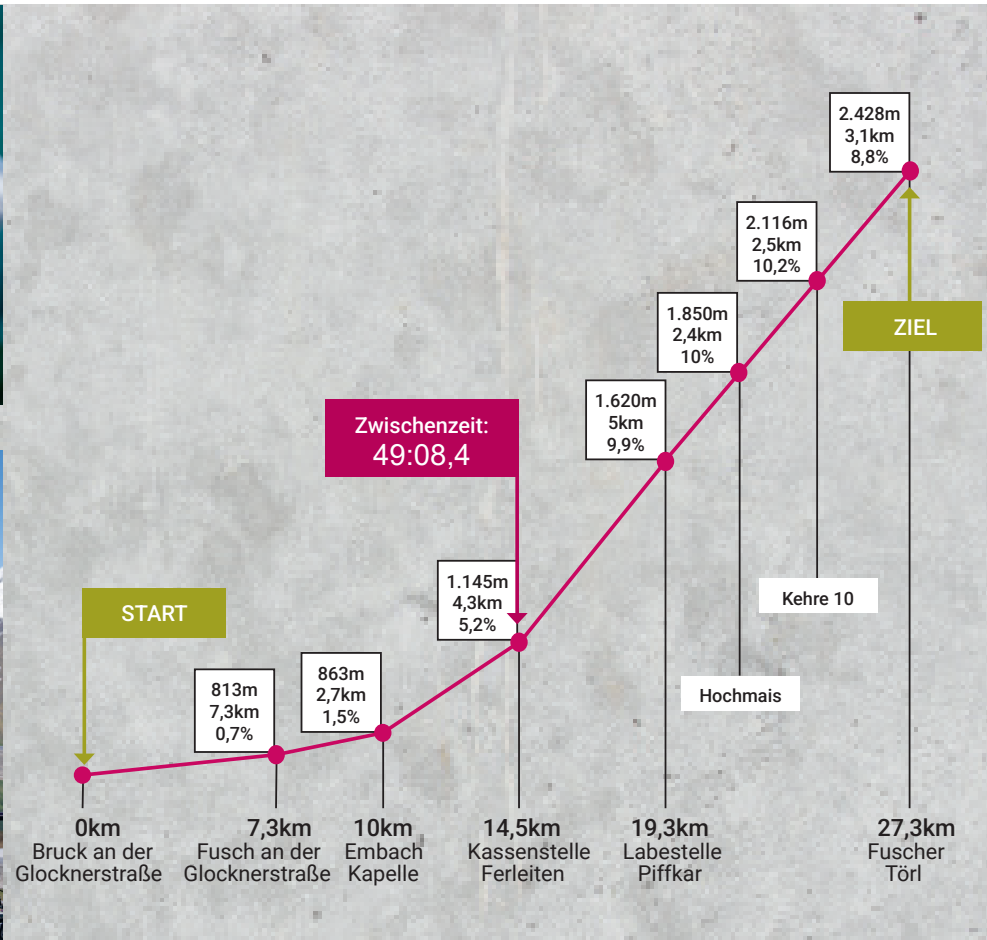 2.428m
3,1km
8,8%
2.116m
2,5km
10,2%
1.850m
2,4km
10%
ZIEL
1.620m
5km
9,9%
Zwischenzeit:
49:08,4
1.145m
4,3km
5,2%
START
Kehre 10
863m
2,7km
1,5%
813m
7,3km
0,7%
Hochmais
0km
Bruck an der
Glocknerstraße
7,3km
Fusch an der
Glocknerstraße
10km
Embach
Kapelle
14,5km
Kassenstelle
Ferleiten
19,3km
Labestelle
Piffkar
27,3km
Fuscher
Törl